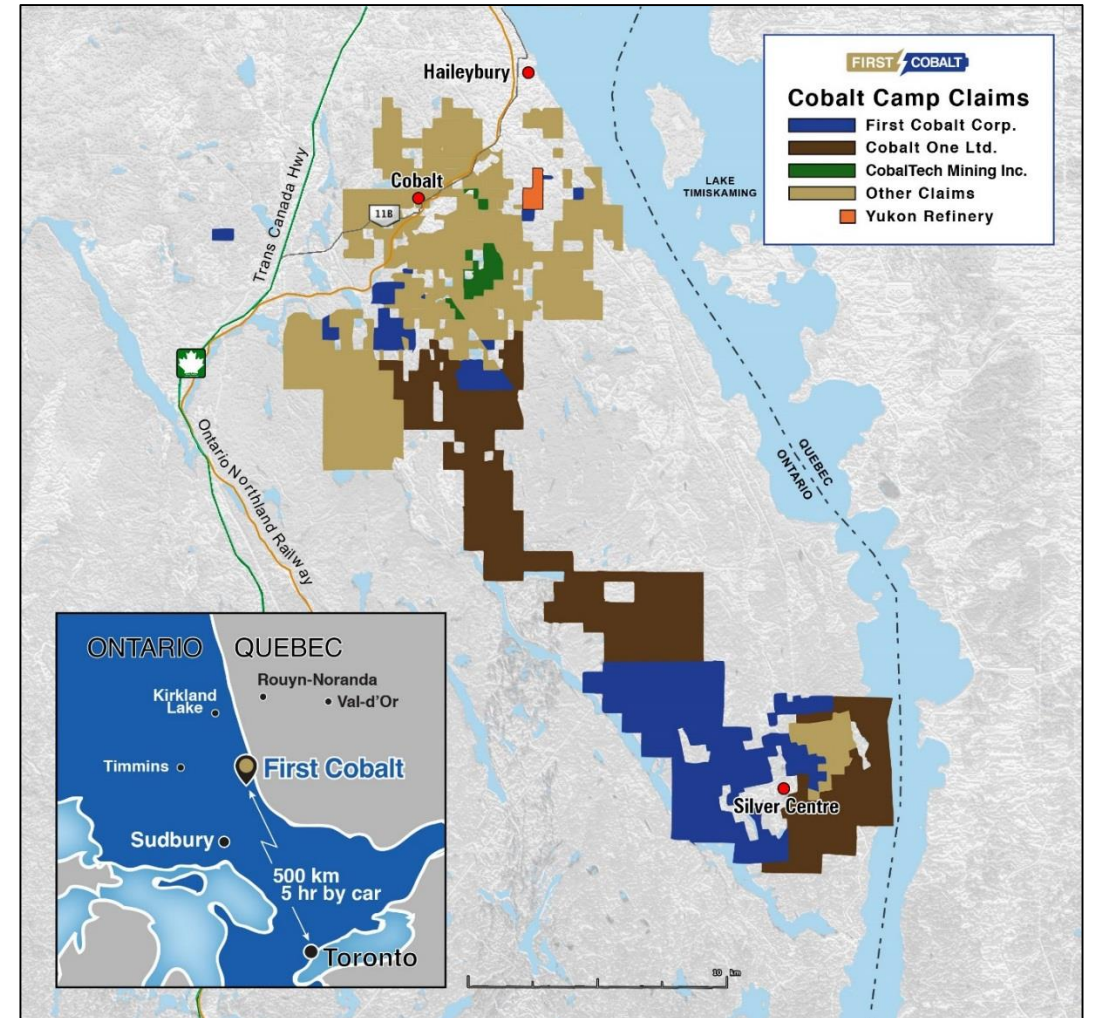 Haileybury
FIRST COBALT
Cobalt Camp Claims
First Cobalt Corp.
Cobalt One Ltd.
CobalTech Mining Inc.
Other Claims
Yukon Refinery
Cobalt
11B
Trans Canada Hwy
LAKE
TIMISKAMING
Ontario Northland Railway
QUEBEC
ONTARIO
Silver Centre
ONTARIO
QUEBEC
Rouyn-Noranda
Val-d'Or
Kirkland
Lake
Timmins
First Cobalt
Sudbury
500 km
5 hr by car
Toronto
10 km